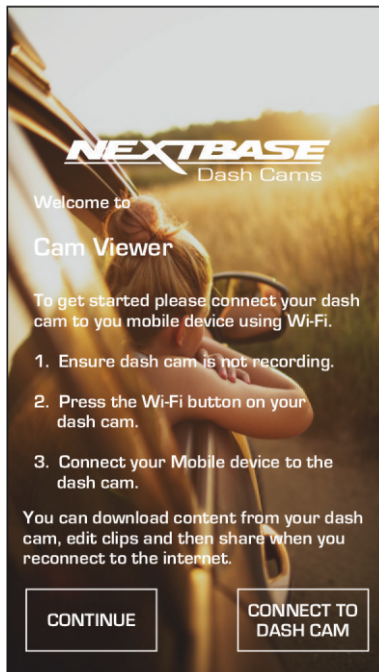 NEXTBASE
Dash Cams
Welcome to
Cam Viewer
To get started please connect your dash
cam to you mobile device using Wi-Fi.
1. Ensure dash cam is not recording.
2. Press the Wi-Fi button on your
dash cam.
3. Connect your Mobile device to the
dash cam.
You can download content from your dash
cam, edit clips and then share when you
reconnect to the internet.
CONTINUE
CONNECT TO
DASH CAM